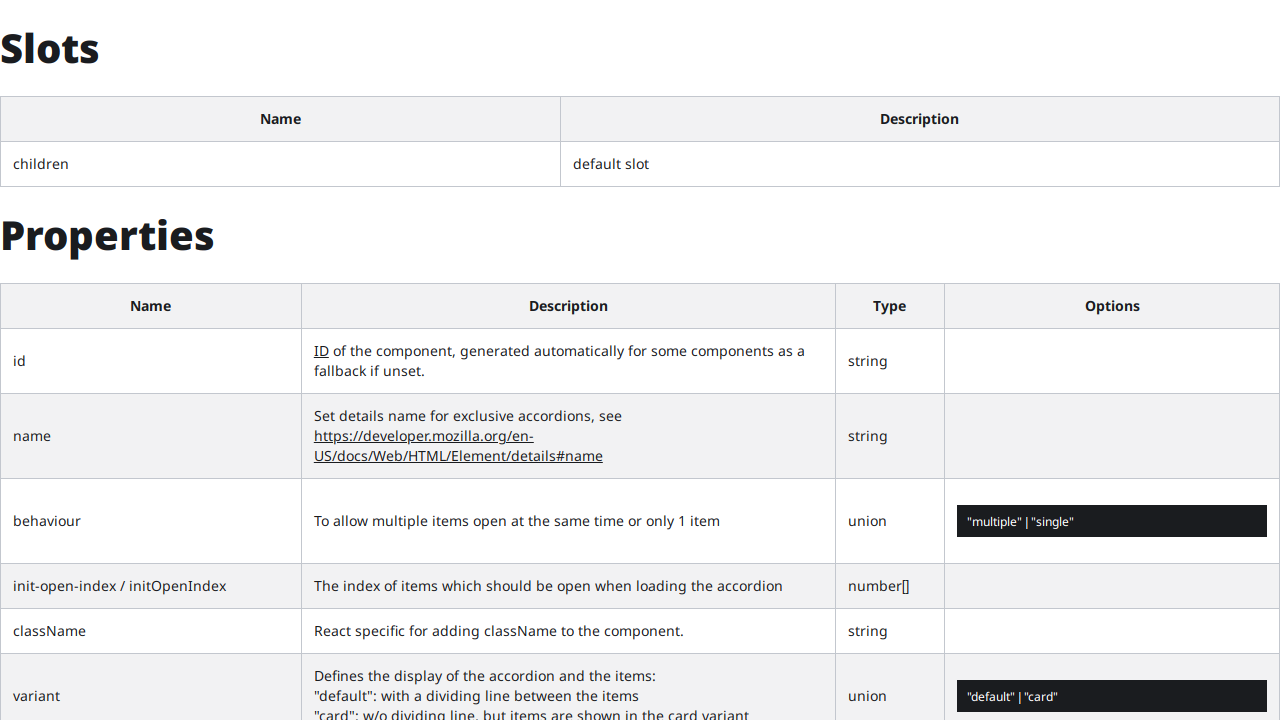 Slots
Name Description
children default slot
Properties
Name Description Type Options
id ID of the component, generated automatically for some components as a fallback if unset. string
name Set details name for exclusive accordions, see https://developer.mozilla.org/en-US/docs/Web/HTML/Element/details#name string
behaviour To allow multiple items open at the same time or only 1 item union "multiple" | "single"
init-open-index / initOpenIndex The index of items which should be open when loading the accordion number[]
className React specific for adding className to the component. string
variant Defines the display of the accordion and the items:
"default": with a dividing line between the items union "default" | "card"
"card": w/o dividing line, but items are shown in the card variant